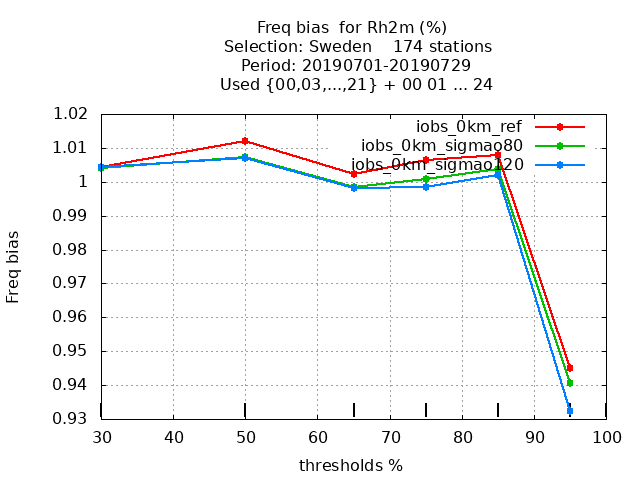 Freq bias  for Rh2m (%)
Selection: Sweden    174 stations
Period: 20190701-20190729
Used {00,03,...,21} + 00 01 ... 24
1.02
1.01
1
0.99
0.98
0.97
0.96
0.95
0.94
0.93
Freq bias
iobs_0km_ref
iobs_0km_sigmao80
iobs_0km_sigmao120
30 40 50 60 70 80 90 100
thresholds %